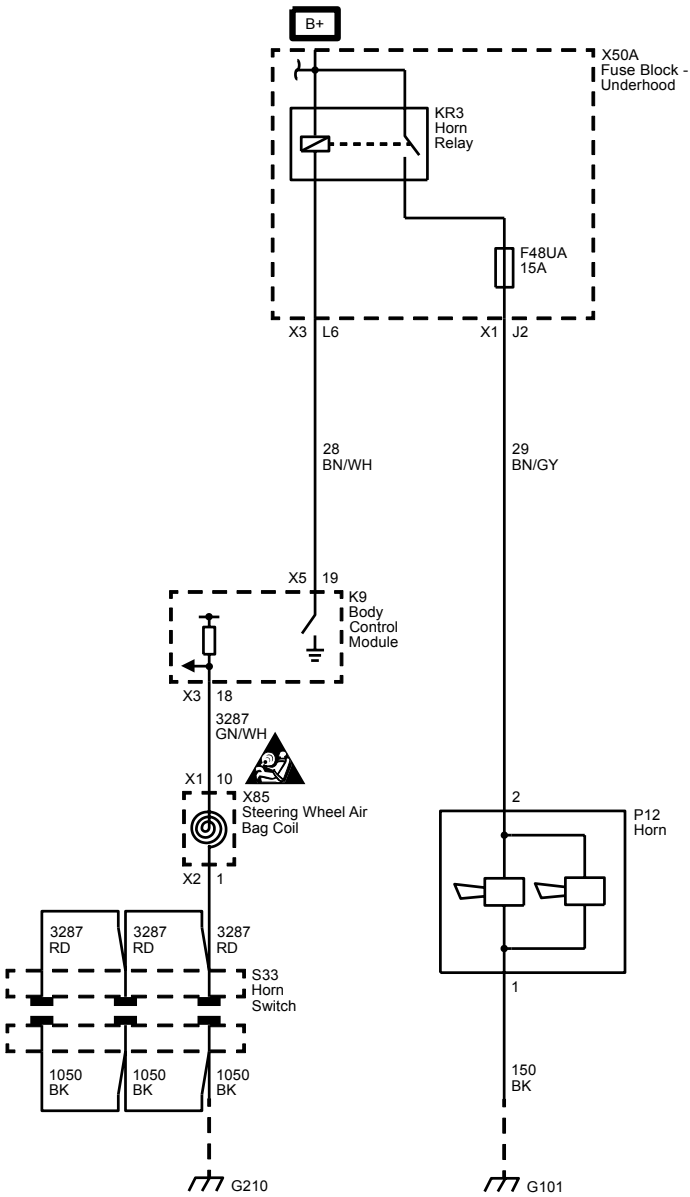 B+
X50A
Fuse Block -
Underhood
KR3
Horn
Relay
F48UA
15A
X3 L6
X1 J2
28
BN/WH
29
BN/GY
X5 19
K9
Body
Control
Module
X3 18
3287
GN/WH
X1 10
X85
Steering Wheel Air
Bag Coil
X2 1
2
P12
Horn
3287
RD
3287
RD
3287
RD
S33
Horn
Switch
1
1050
BK
1050
BK
1050
BK
150
BK
G210
G101